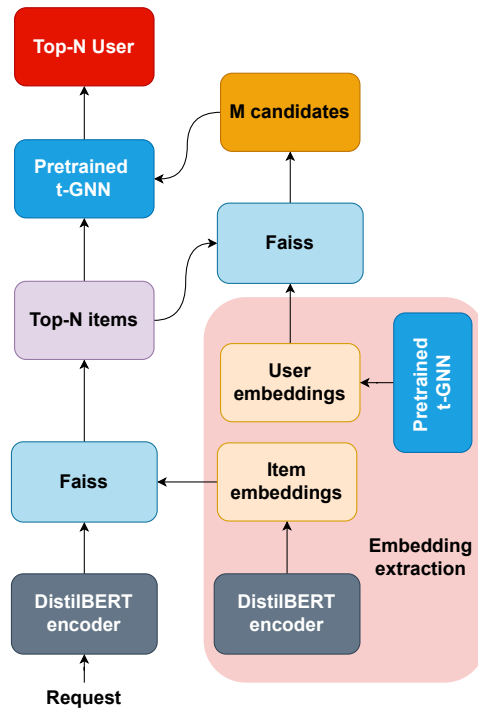 Top-N User
M candidates
Pretrained
t-GNN
Faiss
Top-N items
User
embeddings
Pretrained
t-GNN
Faiss
Item
embeddings
Embedding
extraction
DistilBERT
encoder
DistilBERT
encoder
Request